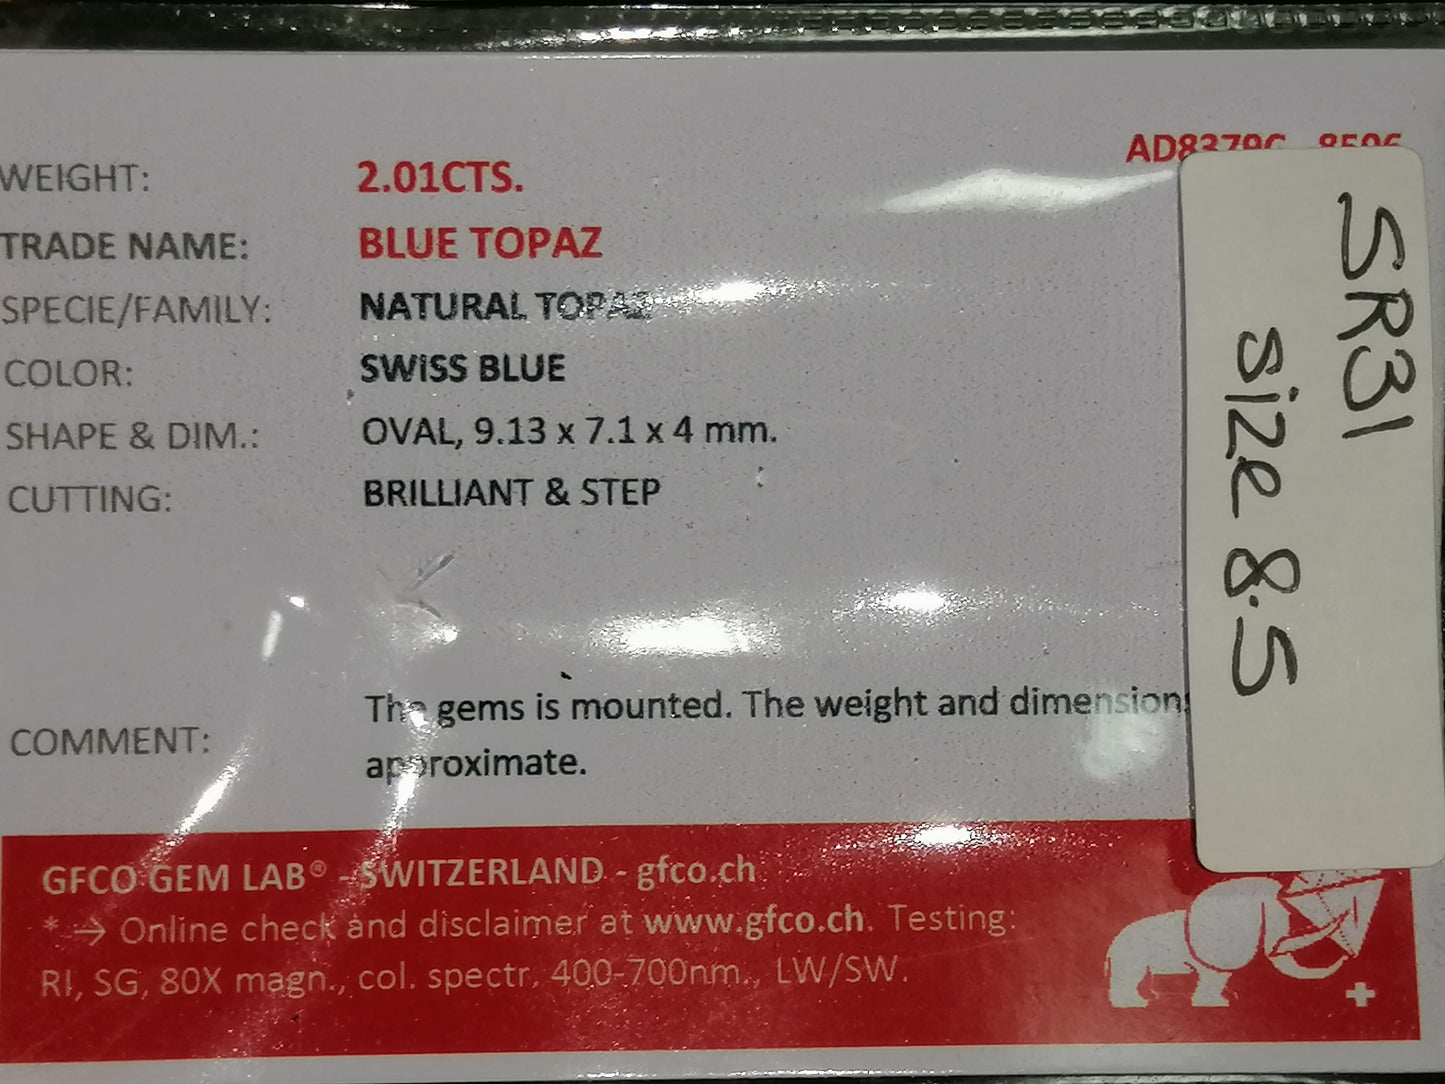 WEIGHT: 2.01CTS.
TRADE NAME: BLUE TOPAZ
SPECIE/FAMILY: NATURAL TOPAZ
COLOR: SWISS BLUE
SHAPE & DIM.: OVAL, 9.13 x 7.1 x 4 mm.
CUTTING: BRILLIANT & STEP
COMMENT: The gems is mounted. The weight and dimension
approximate.
GFCO GEM LAB® - SWITZERLAND - gfco.ch
* → Online check and disclaimer at www.gfco.ch. Testing:
RI, SG, 80X magn., col. spectr. 400-700nm., LW/SW.
SR31
Size 8.5